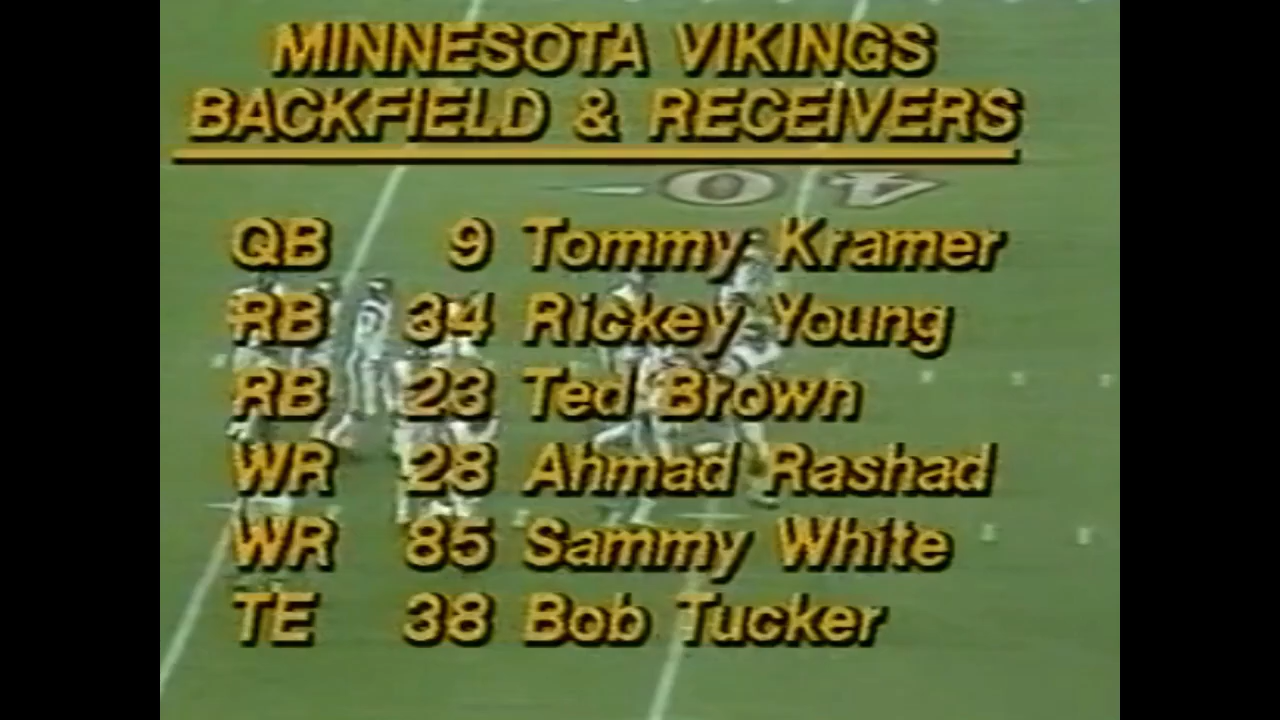 MINNESOTA VIKINGS
BACKFIELD & RECEIVERS
40
QB 9 Tommy Kramer
RB 34 Rickey Young
RB 23 Ted Brown
WR 28 Ahmad Rashad
WR 85 Sammy White
TE 38 Bob Tucker